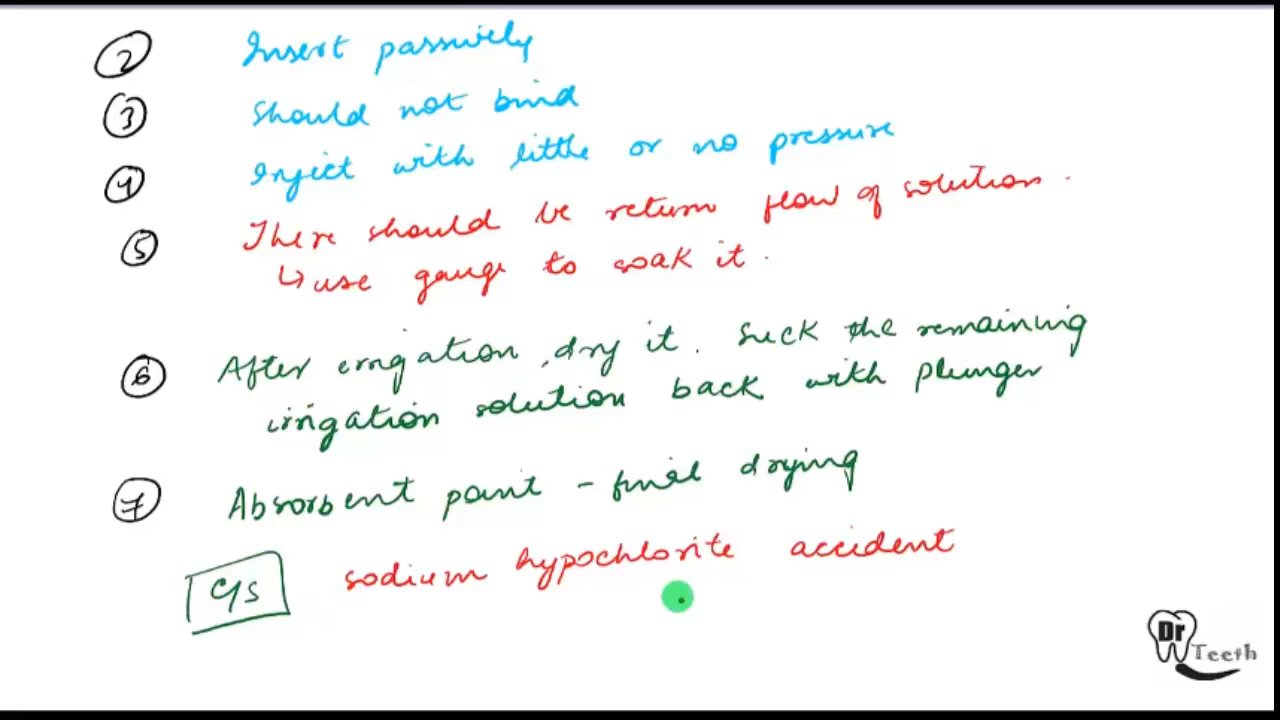 2 Insert passively
3 Should not bind
4 Inject with little or no pressure
5 There should be return flow of solution.
↳ use gauge to soak it.
6 After irrigation, dry it. Suck the remaining
irrigation solution back with plunger
7 Absorbent point - final drying
C/s sodium hypochlorite accident
Dr Teeth